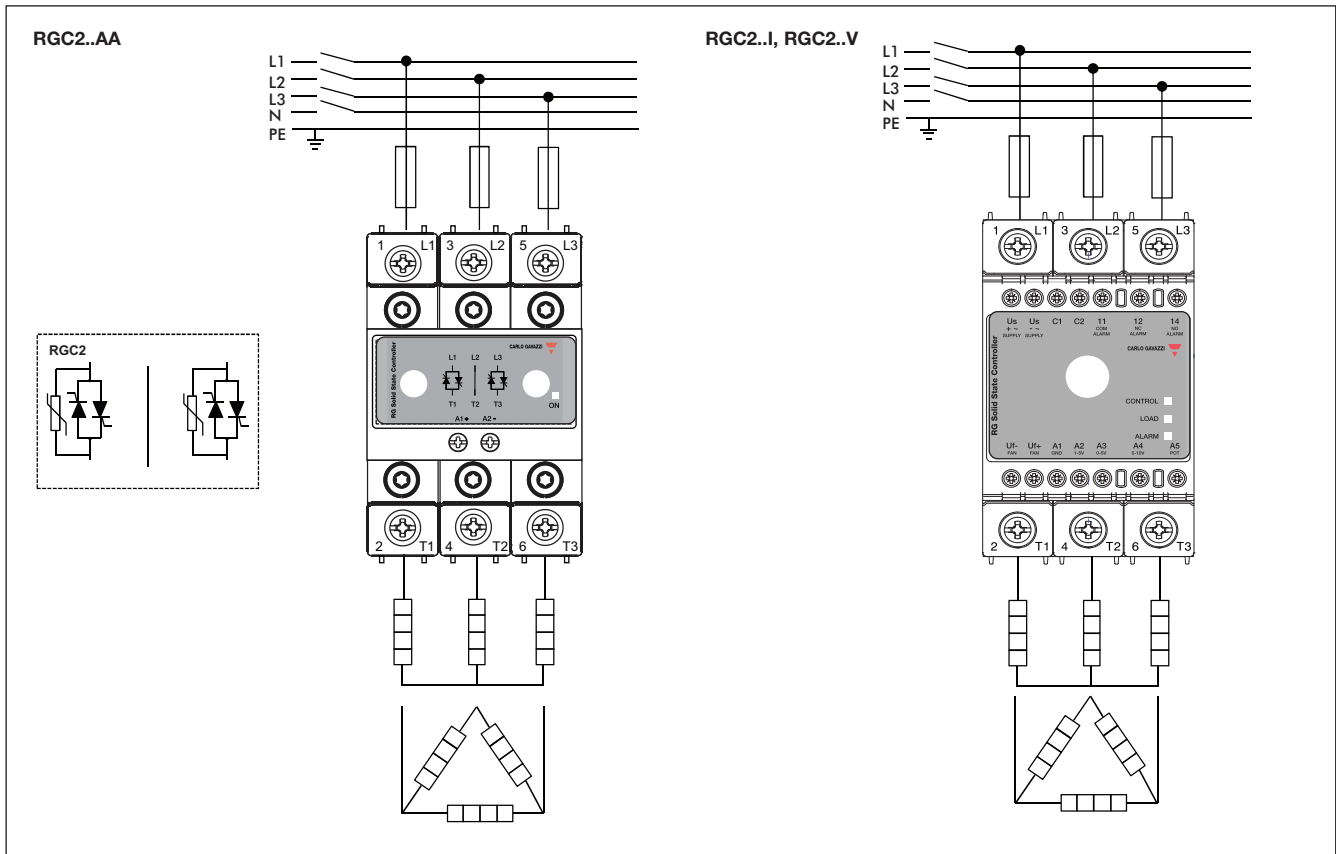 RGC2..AA
L1
L2
L3
N
PE
1 L1 3 L2 5 L3
RG Solid State Controller
CARLO GAVAZZI
L1 L2 L3
T1 T2 T3
ON
A1+ A2-
2 T1 4 T2 6 T3
RGC2
RGC2..I, RGC2..V
L1
L2
L3
N
PE
1 L1 3 L2 5 L3
Us Us C1 C2 11 12 14
+ ~ - ~ COM NC NO
SUPPLY SUPPLY ALARM ALARM ALARM
CARLO GAVAZZI
RG Solid State Controller
CONTROL
LOAD
ALARM
Uf- Uf+ A1 A2 A3 A4 A5
FAN FAN GND 1-5V 0-5V 0-10V POT
2 T1 4 T2 6 T3